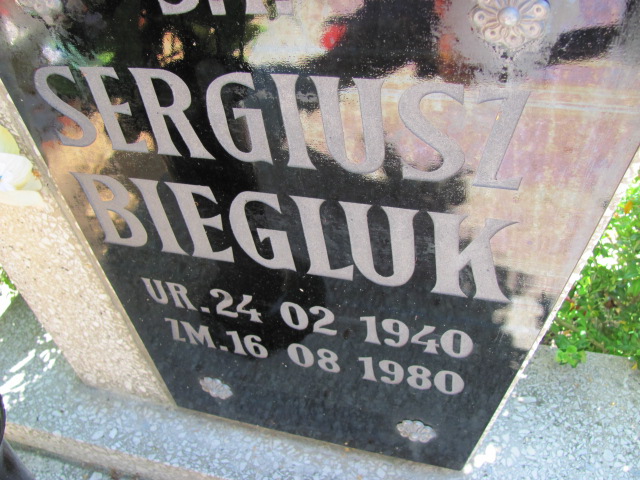 SERGIUSZ
BIEGLUK
UR. 24 02 1940
ZM. 16 08 1980